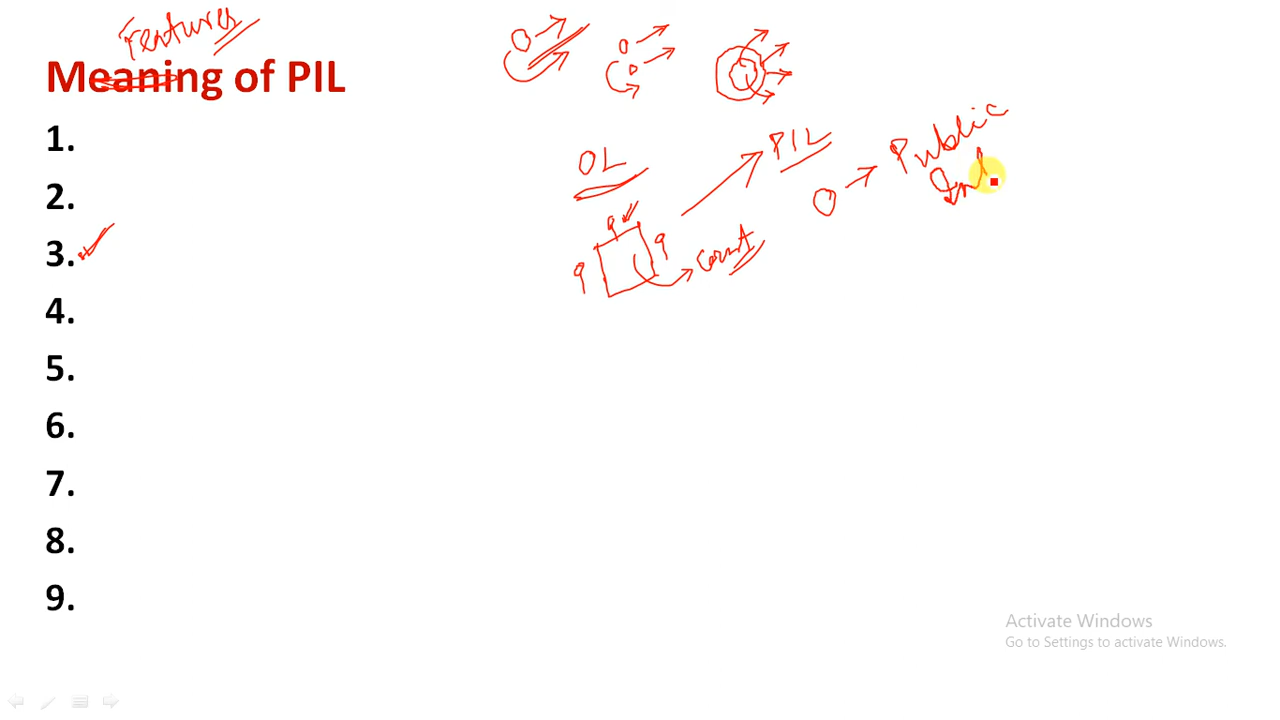 Features
Meaning of PIL
1.
2.
3.
4.
5.
6.
7.
8.
9.
OL
PIL
Public
Court
Activate Windows
Go to Settings to activate Windows.